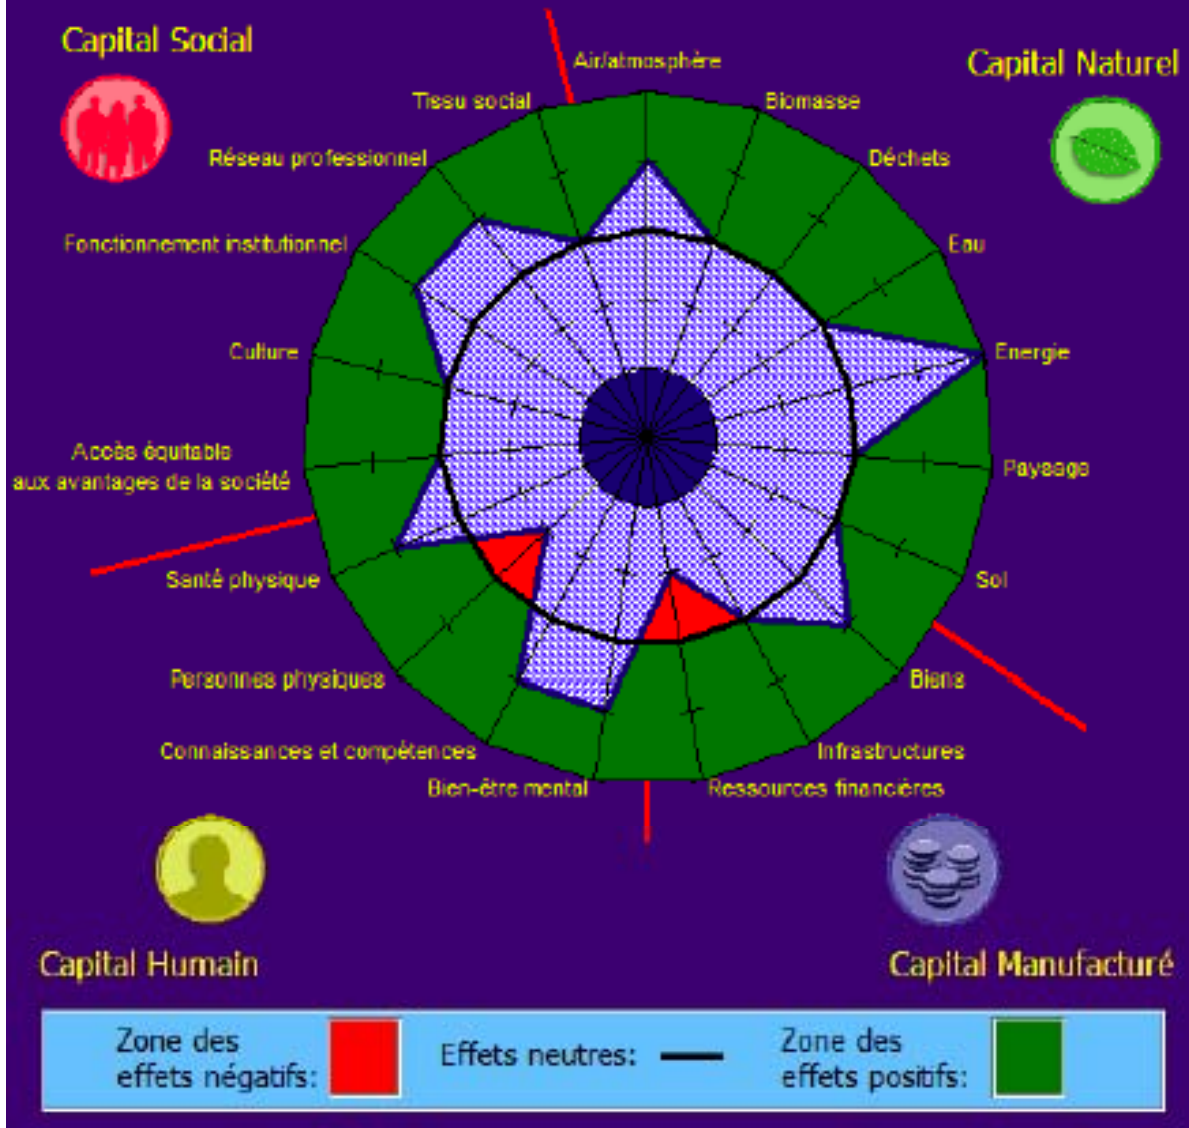 Capital Social
Capital Naturel
Air/atmosphère
Tissu social
Biomasse
Réseau professionnel
Déchets
Fonctionnement institutionnel
Eau
Culture
Energie
Accès équitable
aux avantages de la société
Paysage
Santé physique
Sol
Personnes physiques
Biens
Connaissances et compétences
Infrastructures
Bien-être mental
Ressources financières
Capital Humain
Capital Manufacturé
Zone des
effets négatifs:
Effets neutres:
Zone des
effets positifs: